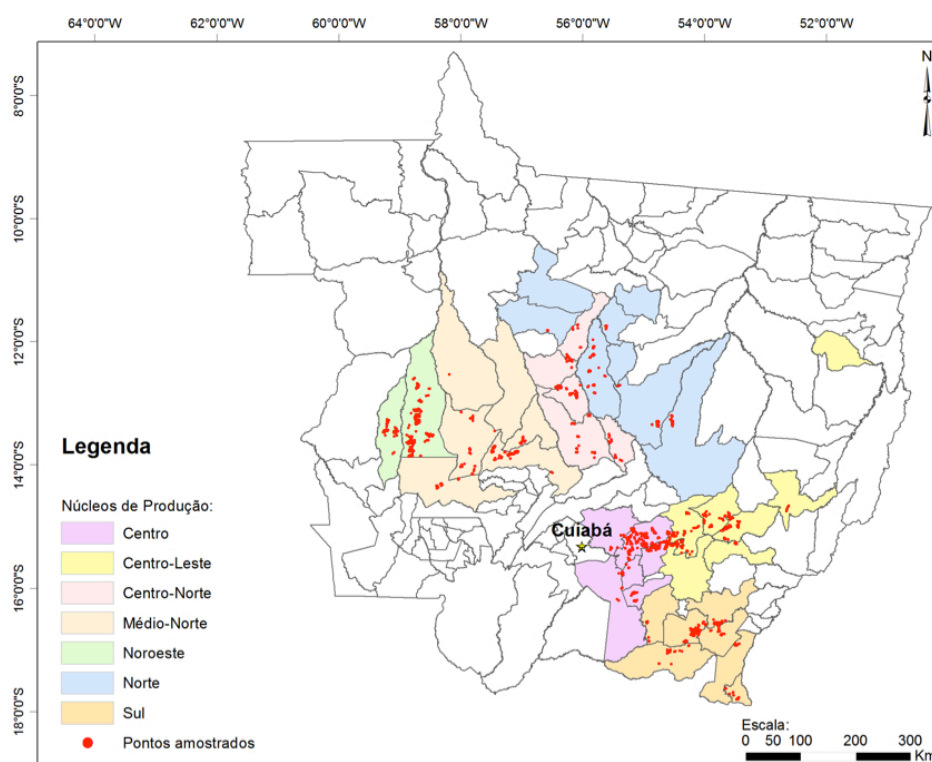 64°0'0"W 62°0'0"W 60°0'0"W 58°0'0"W 56°0'0"W 54°0'0"W 52°0'0"W
N
8°0'0"S
10°0'0"S
12°0'0"S
14°0'0"S
16°0'0"S
18°0'0"S
Cuiabá
Legenda
Núcleos de Produção:
Centro
Centro-Leste
Centro-Norte
Médio-Norte
Noroeste
Norte
Sul
Pontos amostrados
Escala:
0 50 100 200 300
Km